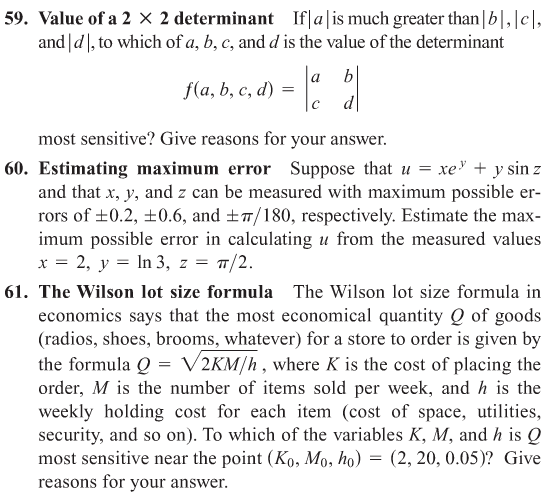 59. Value of a 2 × 2 determinant If |a| is much greater than |b|, |c|,
and |d|, to which of a, b, c, and d is the value of the determinant
f(a, b, c, d) = |a b|
|c d|
most sensitive? Give reasons for your answer.
60. Estimating maximum error Suppose that u = xe^y + y sin z
and that x, y, and z can be measured with maximum possible er-
rors of ±0.2, ±0.6, and ±π/180, respectively. Estimate the max-
imum possible error in calculating u from the measured values
x = 2, y = ln 3, z = π/2.
61. The Wilson lot size formula The Wilson lot size formula in
economics says that the most economical quantity Q of goods
(radios, shoes, brooms, whatever) for a store to order is given by
the formula Q = √2KM/h, where K is the cost of placing the
order, M is the number of items sold per week, and h is the
weekly holding cost for each item (cost of space, utilities,
security, and so on). To which of the variables K, M, and h is Q
most sensitive near the point (K₀, M₀, h₀) = (2, 20, 0.05)? Give
reasons for your answer.